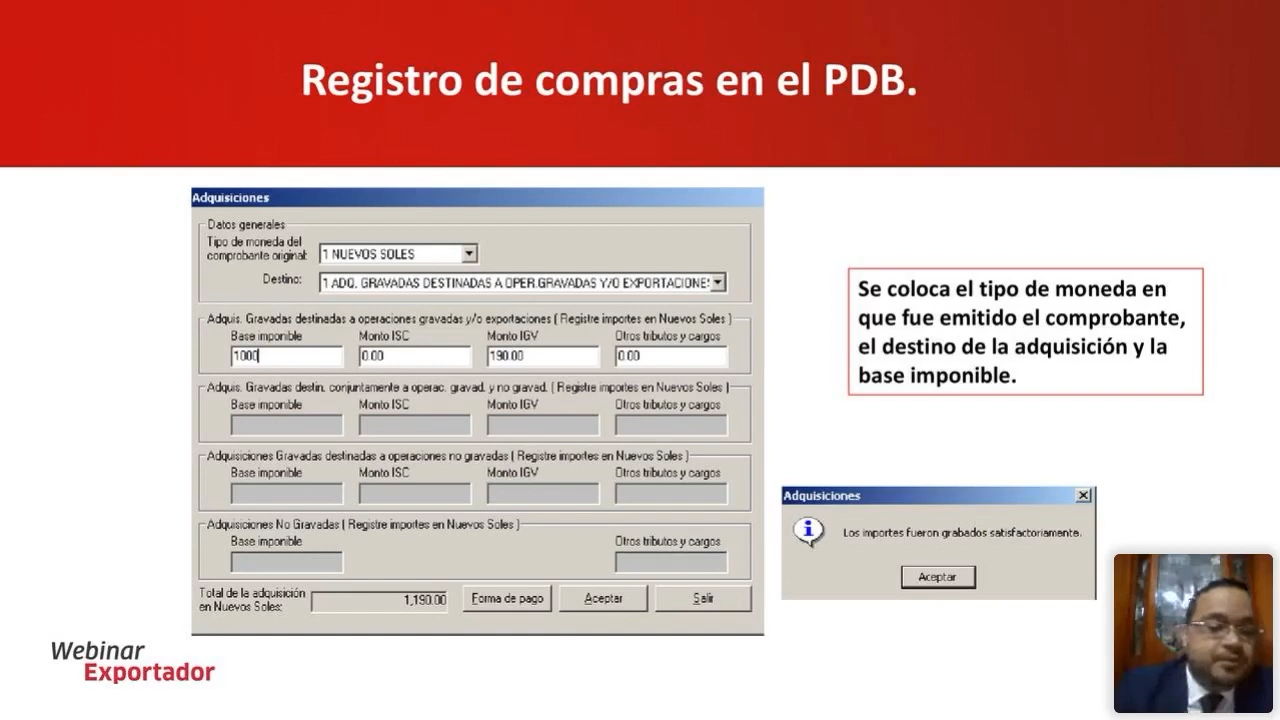 Registro de compras en el PDB.
Adquisiciones
Datos generales
Tipo de moneda del
comprobante original:
1 NUEVOS SOLES
Destino:
1 ADQ. GRAVADAS DESTINADAS A OPER.GRAVADAS Y/O EXPORTACIONES
Adquis. Gravadas destinadas a operaciones gravadas y/o exportaciones ( Registre importes en Nuevos Soles )
Base imponible Monto ISC Monto IGV Otros tributos y cargos
1000 0.00 190.00 0.00
Adquis. Gravadas destin. conjuntamente a operac. gravad. y no gravad. ( Registre importes en Nuevos Soles )
Base imponible Monto ISC Monto IGV Otros tributos y cargos
Adquisiciones Gravadas destinadas a operaciones no gravadas ( Registre importes en Nuevos Soles )
Base imponible Monto ISC Monto IGV Otros tributos y cargos
Adquisiciones No Gravadas ( Registre importes en Nuevos Soles )
Base imponible Otros tributos y cargos
Total de la adquisición
en Nuevos Soles:
1,190.00
Forma de pago Aceptar Salir
Se coloca el tipo de moneda en
que fue emitido el comprobante,
el destino de la adquisición y la
base imponible.
Adquisiciones
Los importes fueron grabados satisfactoriamente.
Aceptar
Webinar
Exportador